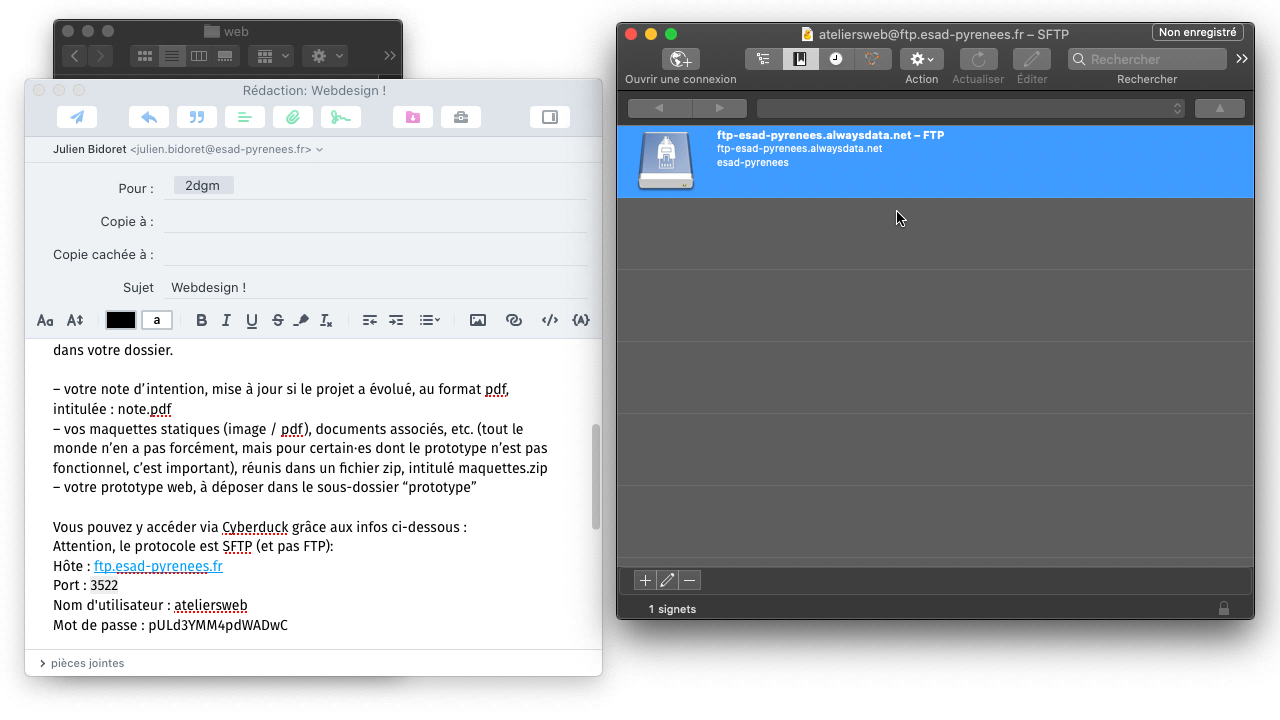 web
Rédaction: Webdesign !
Julien Bidoret <julien.bidoret@esad-pyrenees.fr>
Pour :
2dgm
Copie à :
Copie cachée à :
Sujet
Webdesign !
Aa A a B I U S Ix {A}
dans votre dossier.
– votre note d’intention, mise à jour si le projet a évolué, au format pdf,
intitulée : note.pdf
– vos maquettes statiques (image / pdf), documents associés, etc. (tout le
monde n’en a pas forcément, mais pour certain·es dont le prototype n’est pas
fonctionnel, c’est important), réunis dans un fichier zip, intitulé maquettes.zip
– votre prototype web, à déposer dans le sous-dossier “prototype”
Vous pouvez y accéder via Cyberduck grâce aux infos ci-dessous :
Attention, le protocole est SFTP (et pas FTP):
Hôte : ftp.esad-pyrenees.fr
Port : 3522
Nom d'utilisateur : ateliersweb
Mot de passe : pULd3YMM4pdWADwC
pièces jointes
ateliersweb@ftp.esad-pyrenees.fr – SFTP
Non enregistré
Rechercher
Ouvrir une connexion
Action
Actualiser
Éditer
Rechercher
ftp-esad-pyrenees.alwaysdata.net – FTP
ftp-esad-pyrenees.alwaysdata.net
esad-pyrenees
1 signets